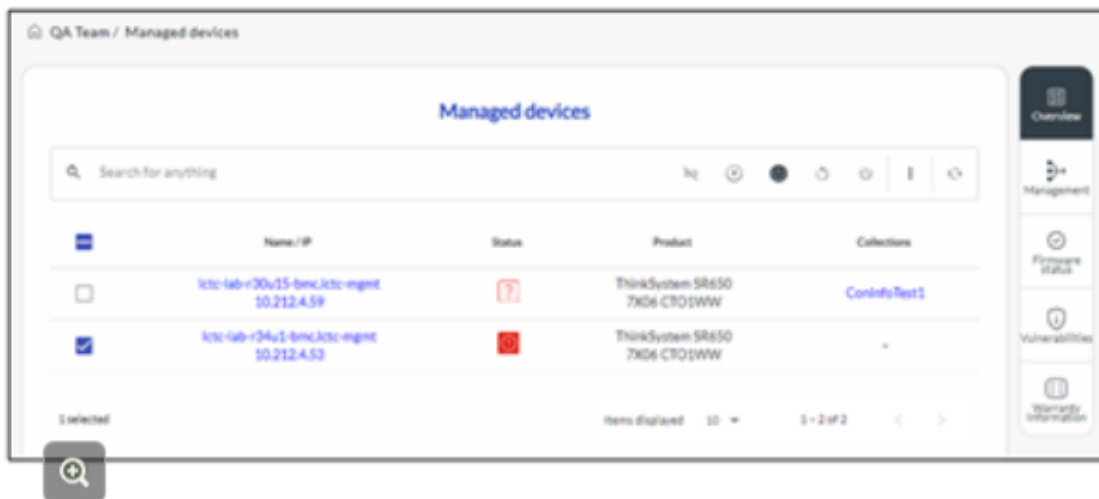 QA Team / Managed devices
Managed devices
Search for anything
Name / IP
Status
Product
Collections
lctc-lab-r30u15-bmc.lctc-mgmt
10.212.4.59
?
ThinkSystem SR650
7X06 CTO1WW
ConInfoTest1
lctc-lab-r34u1-bmc.lctc-mgmt
10.212.4.53
ThinkSystem SR650
7X06 CTO1WW
-
1 selected
Items displayed 10
1 – 2 of 2
Overview
Management
Firmware
status
Vulnerabilities
Warranty
Information